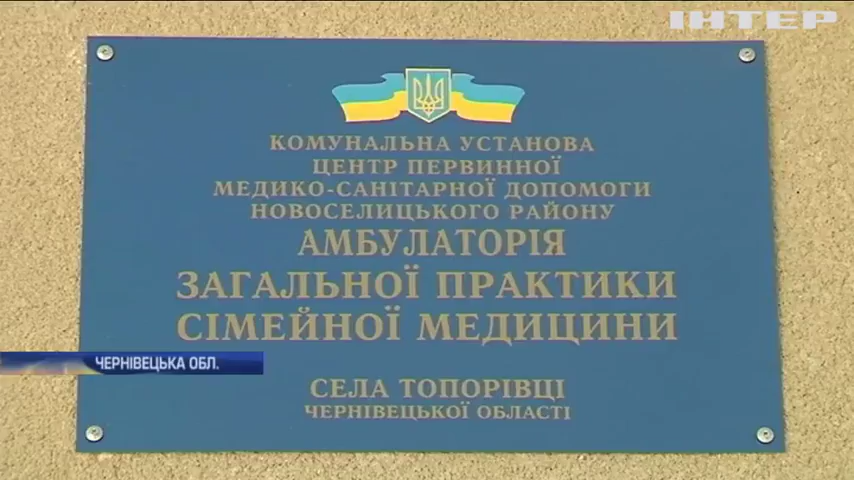 ІНТЕР
КОМУНАЛЬНА УСТАНОВА
ЦЕНТР ПЕРВИННОЇ
МЕДИКО-САНІТАРНОЇ ДОПОМОГИ
НОВОСЕЛИЦЬКОГО РАЙОНУ
АМБУЛАТОРІЯ
ЗАГАЛЬНОЇ ПРАКТИКИ
СІМЕЙНОЇ МЕДИЦИНИ
ЧЕРНІВЕЦЬКА ОБЛ.
СЕЛА ТОПОРІВЦІ
ЧЕРНІВЕЦЬКОЇ ОБЛАСТІ